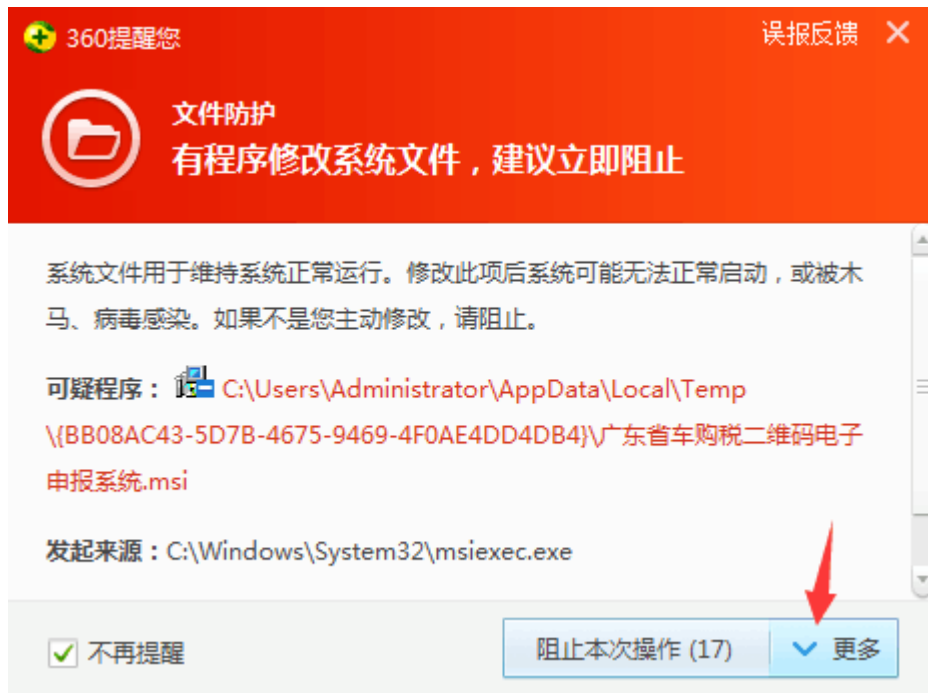 360提醒您
误报反馈
文件防护
有程序修改系统文件，建议立即阻止
系统文件用于维持系统正常运行。修改此项后系统可能无法正常启动，或被木
马、病毒感染。如果不是您主动修改，请阻止。
可疑程序： C:\Users\Administrator\AppData\Local\Temp
\{BB08AC43-5D7B-4675-9469-4F0AE4DD4DB4}\广东省车购税二维码电子
申报系统.msi
发起来源：C:\Windows\System32\msiexec.exe
不再提醒
阻止本次操作 (17)
更多